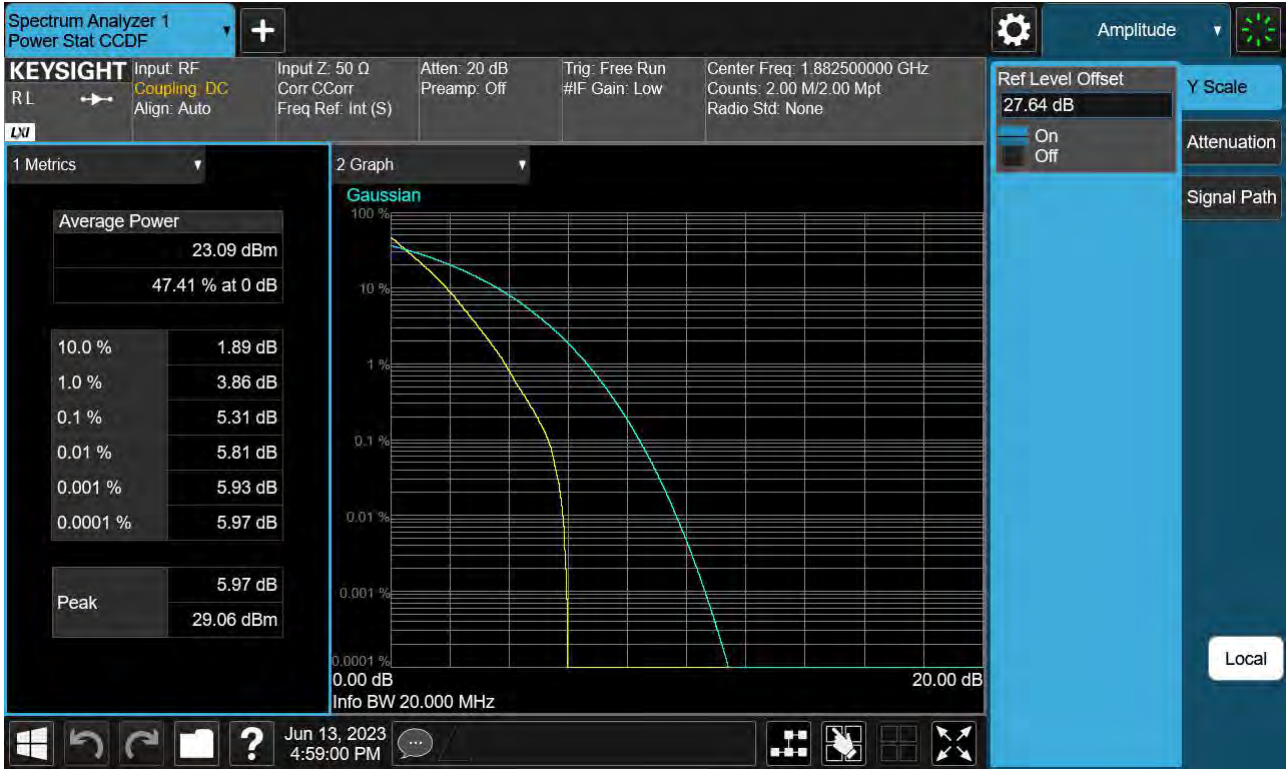 Spectrum Analyzer 1
Power Stat CCDF
+
Amplitude
KEYSIGHT
RL
LXI
Input: RF
Coupling: DC
Align: Auto
Input Z: 50 Ω
Corr CCorr
Freq Ref: Int (S)
Atten: 20 dB
Preamp: Off
Trig: Free Run
#IF Gain: Low
Center Freq: 1.882500000 GHz
Counts: 2.00 M/2.00 Mpt
Radio Std: None
Ref Level Offset
27.64 dB
On
Off
Y Scale
Attenuation
Signal Path
Local
1 Metrics
Average Power
23.09 dBm
47.41 % at 0 dB
10.0 % 1.89 dB
1.0 % 3.86 dB
0.1 % 5.31 dB
0.01 % 5.81 dB
0.001 % 5.93 dB
0.0001 % 5.97 dB
Peak
5.97 dB
29.06 dBm
2 Graph
Gaussian
100 %
10 %
1 %
0.1 %
0.01 %
0.001 %
0.0001 %
0.00 dB 20.00 dB
Info BW 20.000 MHz
?
Jun 13, 2023
4:59:00 PM